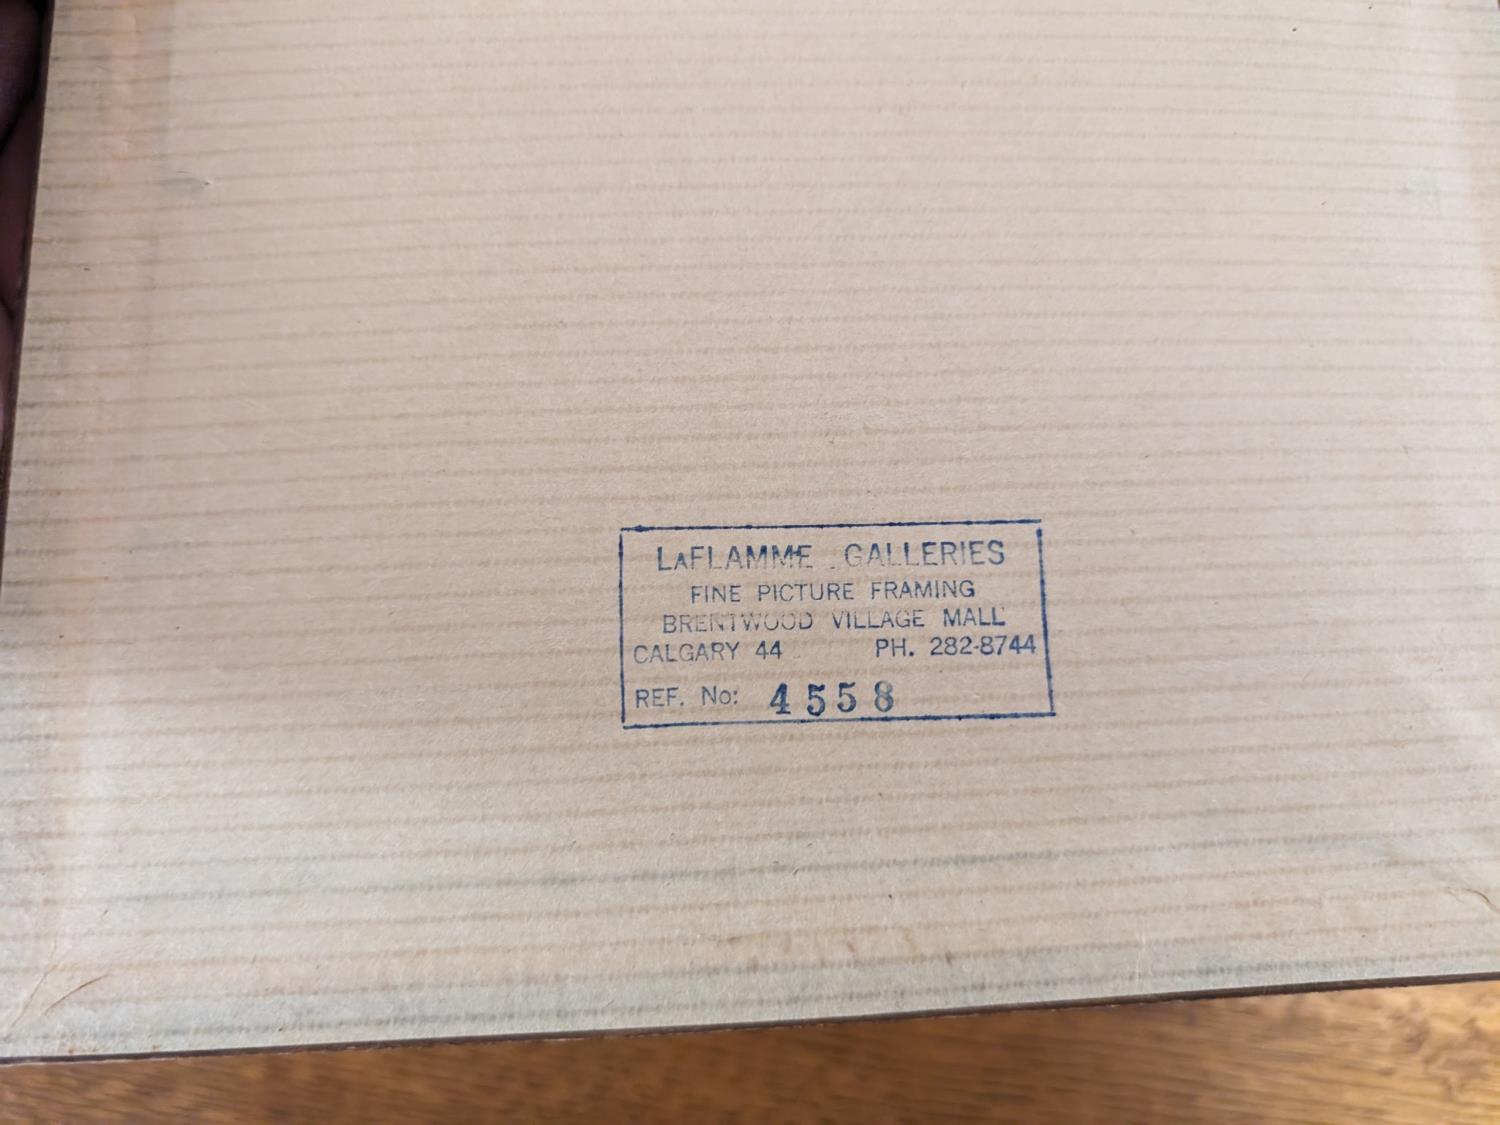 LAFLAMME GALLERIES
FINE PICTURE FRAMING
BRENTWOOD VILLAGE MALL
CALGARY 44 PH. 282-8744
REF. No: 4558